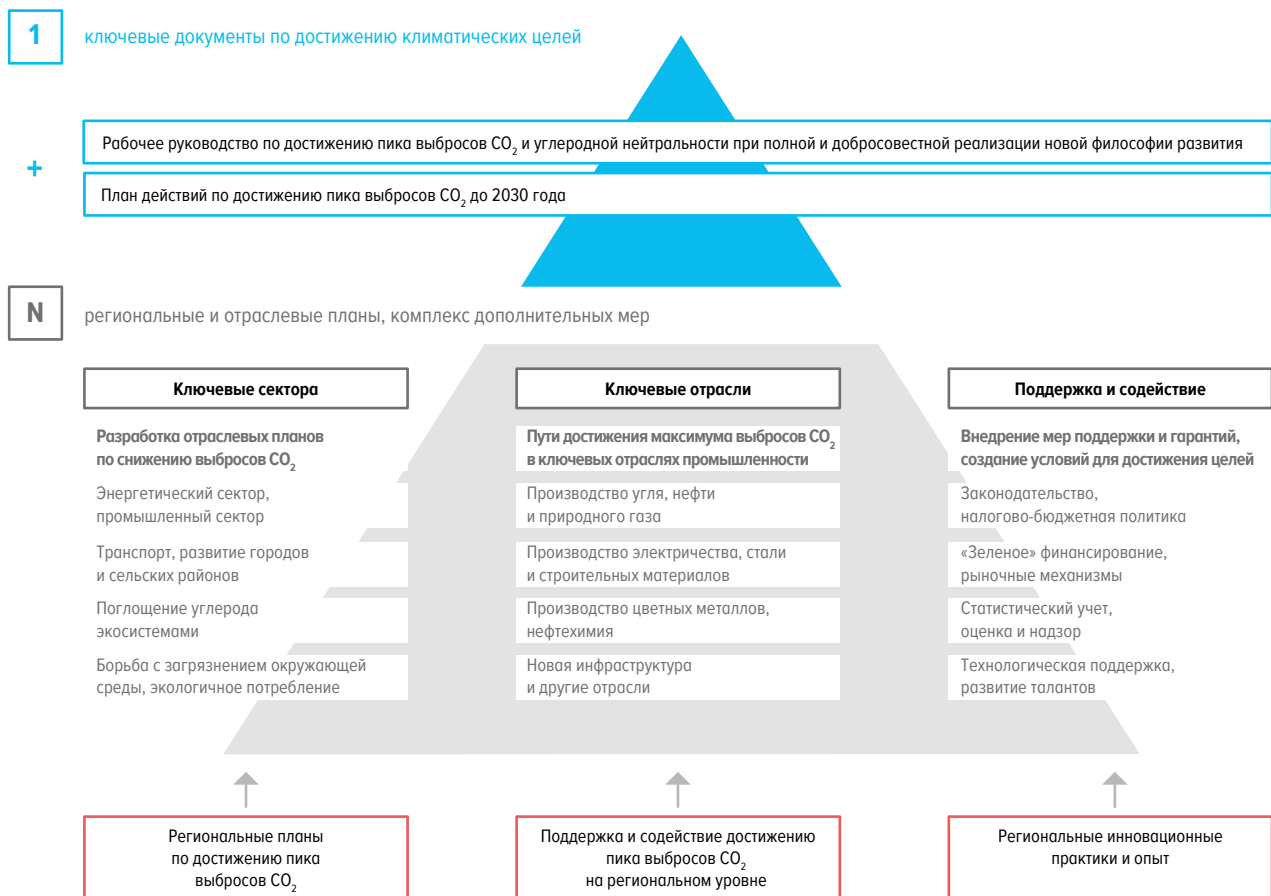 1
ключевые документы по достижению климатических целей
Рабочее руководство по достижению пика выбросов CO₂ и углеродной нейтральности при полной и добросовестной реализации новой философии развития
+
План действий по достижению пика выбросов CO₂ до 2030 года
N
региональные и отраслевые планы, комплекс дополнительных мер
Ключевые сектора
Разработка отраслевых планов
по снижению выбросов CO₂
Энергетический сектор,
промышленный сектор
Транспорт, развитие городов
и сельских районов
Поглощение углерода
экосистемами
Борьба с загрязнением окружающей
среды, экологичное потребление
Ключевые отрасли
Пути достижения максимума выбросов CO₂
в ключевых отраслях промышленности
Производство угля, нефти
и природного газа
Производство электричества, стали
и строительных материалов
Производство цветных металлов,
нефтехимия
Новая инфраструктура
и другие отрасли
Поддержка и содействие
Внедрение мер поддержки и гарантий,
создание условий для достижения целей
Законодательство,
налогово-бюджетная политика
«Зеленое» финансирование,
рыночные механизмы
Статистический учет,
оценка и надзор
Технологическая поддержка,
развитие талантов
Региональные планы
по достижению пика
выбросов CO₂
Поддержка и содействие достижению
пика выбросов CO₂
на региональном уровне
Региональные инновационные
практики и опыт